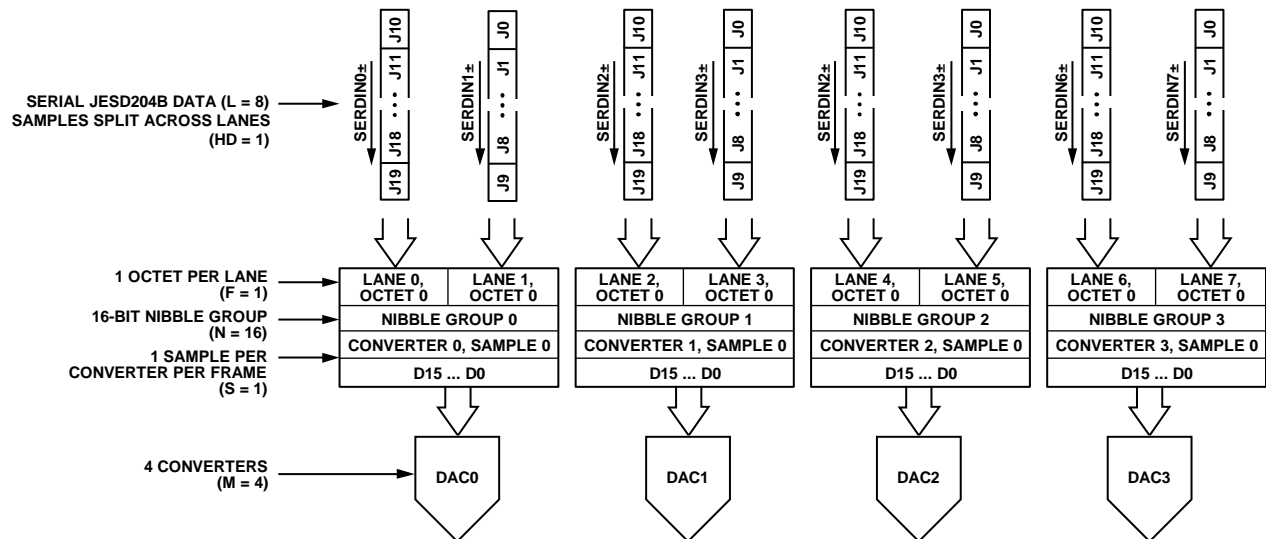 SERIAL JESD204B DATA (L = 8)
SAMPLES SPLIT ACROSS LANES
(HD = 1)
SERDIN0±
J10
J11
J18
J19
SERDIN1±
J0
J1
J8
J9
SERDIN2±
J10
J11
J18
J19
SERDIN3±
J0
J1
J8
J9
SERDIN2±
J10
J11
J18
J19
SERDIN3±
J0
J1
J8
J9
SERDIN6±
J10
J11
J18
J19
SERDIN7±
J0
J1
J8
J9
1 OCTET PER LANE
(F = 1)
LANE 0,
OCTET 0
LANE 1,
OCTET 0
LANE 2,
OCTET 0
LANE 3,
OCTET 0
LANE 4,
OCTET 0
LANE 5,
OCTET 0
LANE 6,
OCTET 0
LANE 7,
OCTET 0
16-BIT NIBBLE GROUP
(N = 16)
NIBBLE GROUP 0
NIBBLE GROUP 1
NIBBLE GROUP 2
NIBBLE GROUP 3
1 SAMPLE PER
CONVERTER PER FRAME
(S = 1)
CONVERTER 0, SAMPLE 0
CONVERTER 1, SAMPLE 0
CONVERTER 2, SAMPLE 0
CONVERTER 3, SAMPLE 0
D15 ... D0
D15 ... D0
D15 ... D0
D15 ... D0
4 CONVERTERS
(M = 4)
DAC0
DAC1
DAC2
DAC3